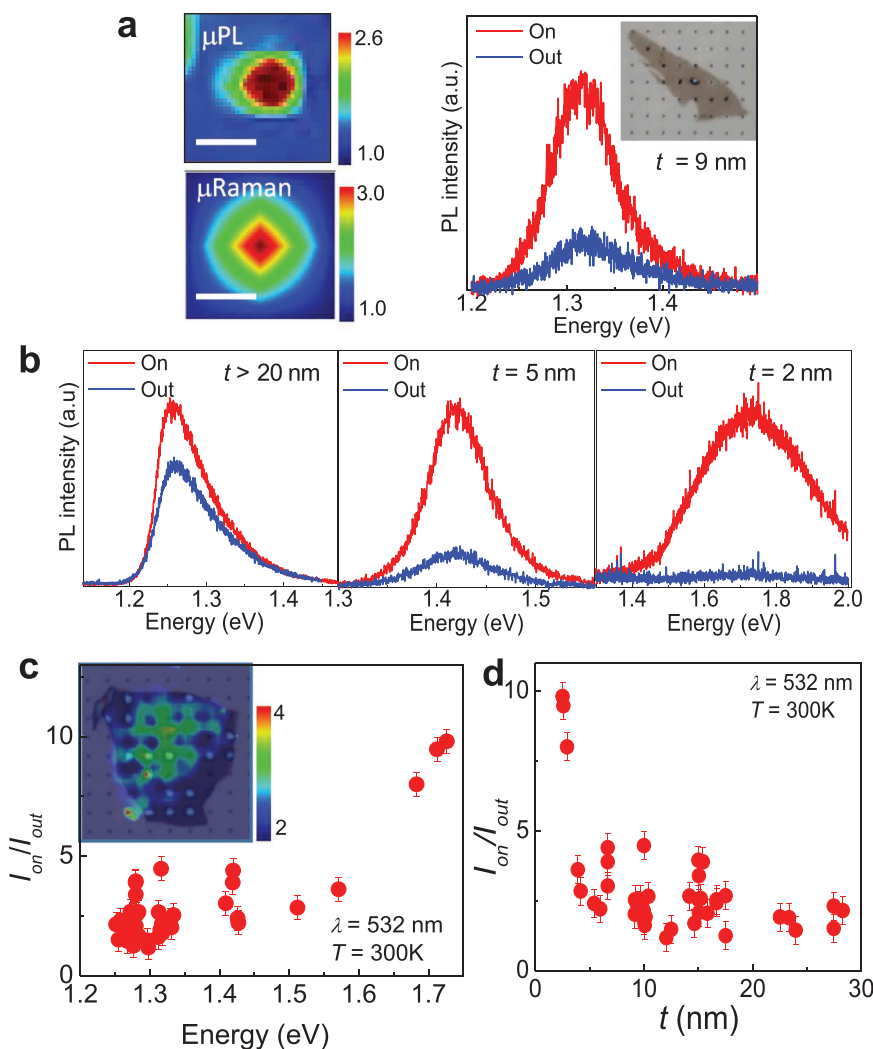 a
μPL
2.6
1.0
μRaman
3.0
1.0
On
Out
t = 9 nm
PL intensity (a.u.)
1.2
1.3
1.4
Energy (eV)
b
On
Out
t > 20 nm
On
Out
t = 5 nm
On
Out
t = 2 nm
PL intensity (a.u)
1.2
1.3
1.4
1.3
1.4
1.5
1.4
1.6
1.8
2.0
Energy (eV)
Energy (eV)
Energy (eV)
c
4
2
10
5
0
Ion/Iout
λ = 532 nm
T = 300K
1.2
1.3
1.4
1.5
1.6
1.7
Energy (eV)
d
λ = 532 nm
T = 300K
10
5
0
Ion/Iout
0
10
20
30
t (nm)